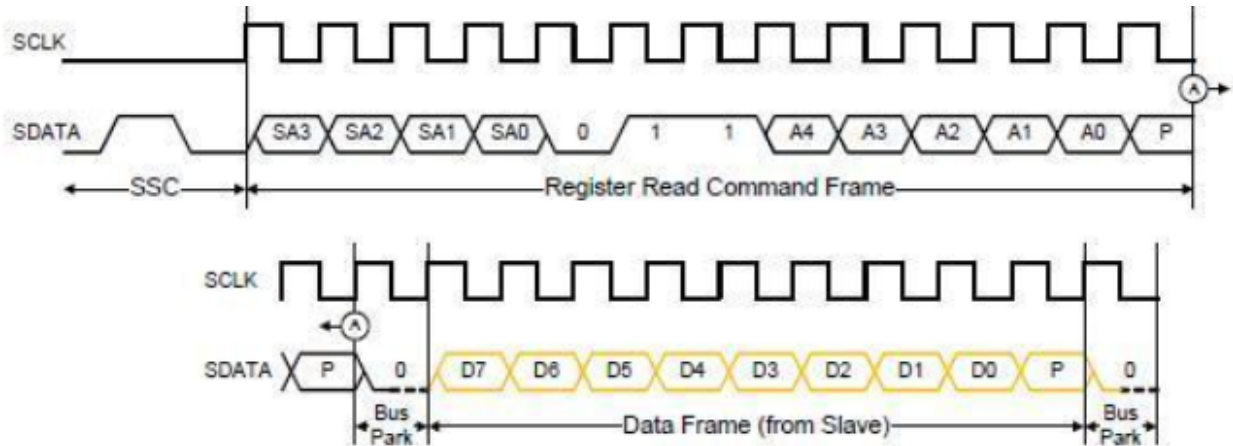 SCLK
A
SDATA SA3 SA2 SA1 SA0 0 1 1 A4 A3 A2 A1 A0 P
SSC Register Read Command Frame
SCLK
A
SDATA P 0 D7 D6 D5 D4 D3 D2 D1 D0 P 0
Bus Park Data Frame (from Slave) Bus Park